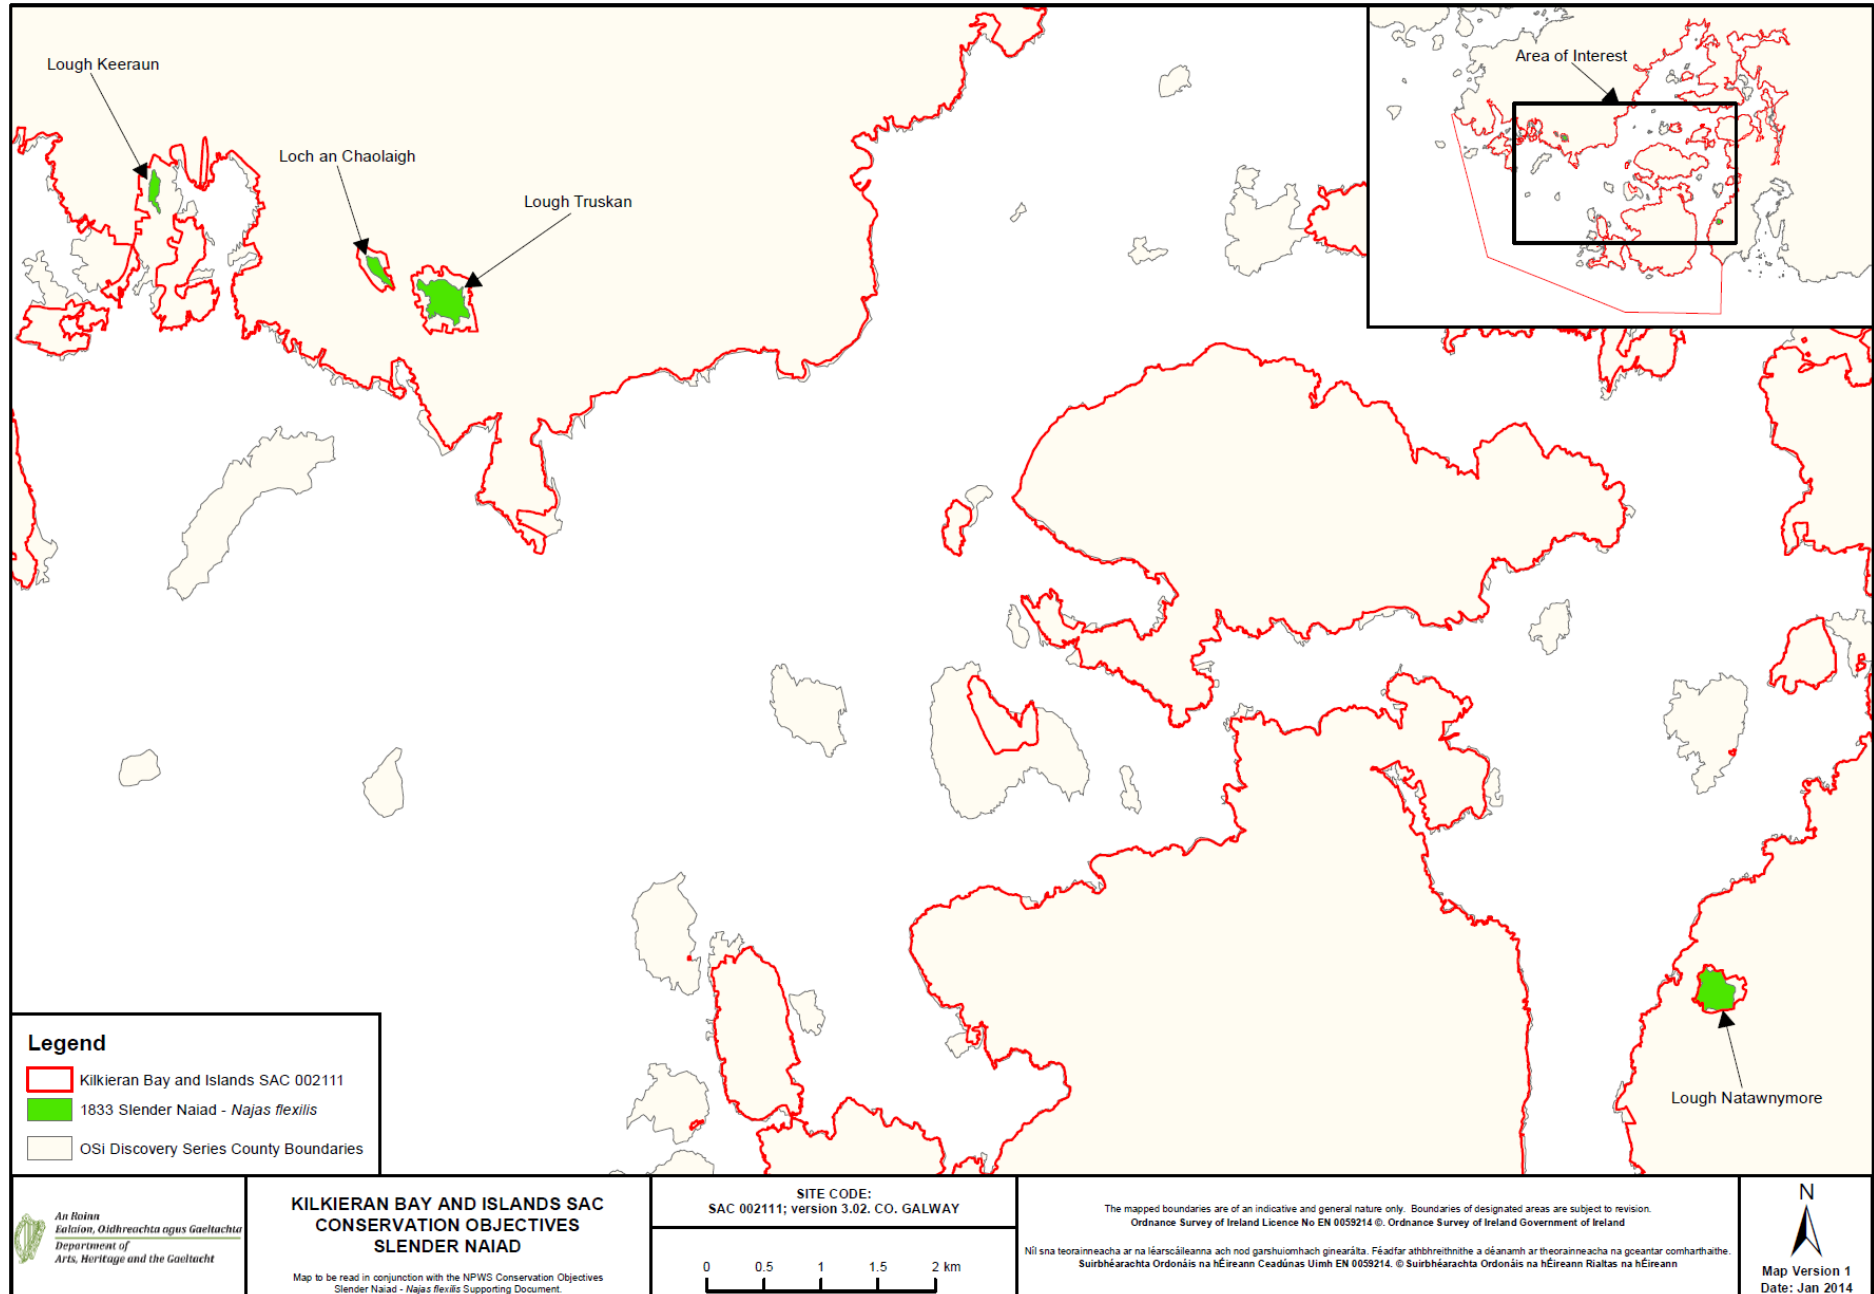 Lough Keeraun
Loch an Chaolaigh
Lough Truskan
Area of Interest
Lough Natawnymore
Legend
Kilkieran Bay and Islands SAC 002111
1833 Slender Naiad - Najas flexilis
OSi Discovery Series County Boundaries
An Roinn
Ealaíon, Oidhreachta agus Gaeltachta
Department of
Arts, Heritage and the Gaeltacht
KILKIERAN BAY AND ISLANDS SAC
CONSERVATION OBJECTIVES
SLENDER NAIAD
Map to be read in conjunction with the NPWS Conservation Objectives
Slender Naiad - Najas flexilis Supporting Document.
SITE CODE:
SAC 002111; version 3.02. CO. GALWAY
0 0.5 1 1.5 2 km
The mapped boundaries are of an indicative and general nature only. Boundaries of designated areas are subject to revision.
Ordnance Survey of Ireland Licence No EN 0059214 ©. Ordnance Survey of Ireland Government of Ireland
Níl sna teorainneacha ar na léarscáileanna ach nod garshuiomhach ginearálta. Féadfar athbhreithnithe a déanamh ar theorainneacha na gceantar comharthaithe.
Suirbhéarachta Ordonáis na hÉireann Ceadúnas Uimh EN 0059214. © Suirbhéarachta Ordonáis na hÉireann Rialtas na hÉireann
N
Map Version 1
Date: Jan 2014